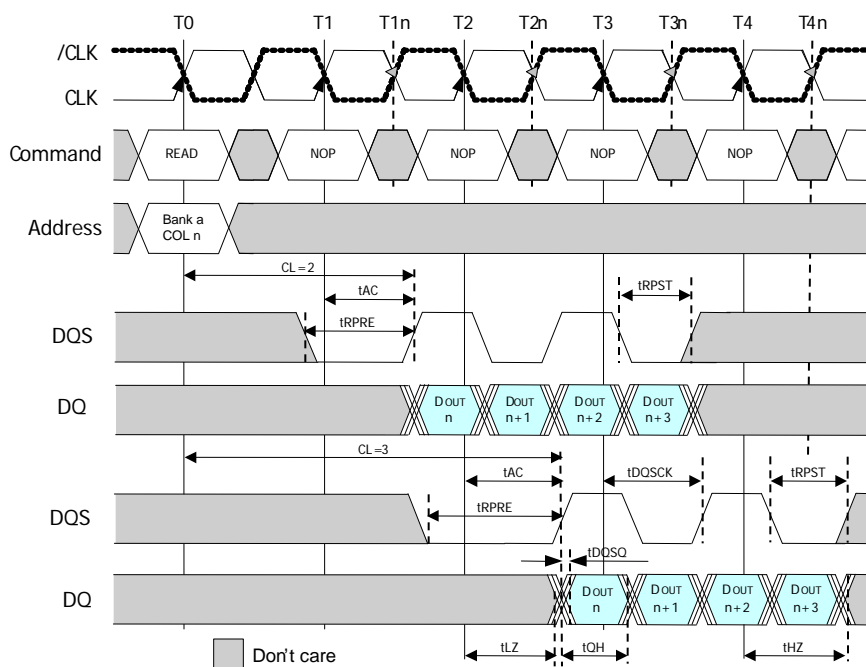 T0 T1 T1n T2 T2n T3 T3n T4 T4n
/CLK
CLK
Command READ NOP NOP NOP NOP
Address Bank a
COL n
CL=2
tAC
tRPST
tRPRE
DQS
DQ DOUT n DOUT n+1 DOUT n+2 DOUT n+3
CL=3
tAC tDQSCK tRPST
tRPRE
DQS
tDQSQ
DQ DOUT n DOUT n+1 DOUT n+2 DOUT n+3
tLZ tQH tHZ
Don't care